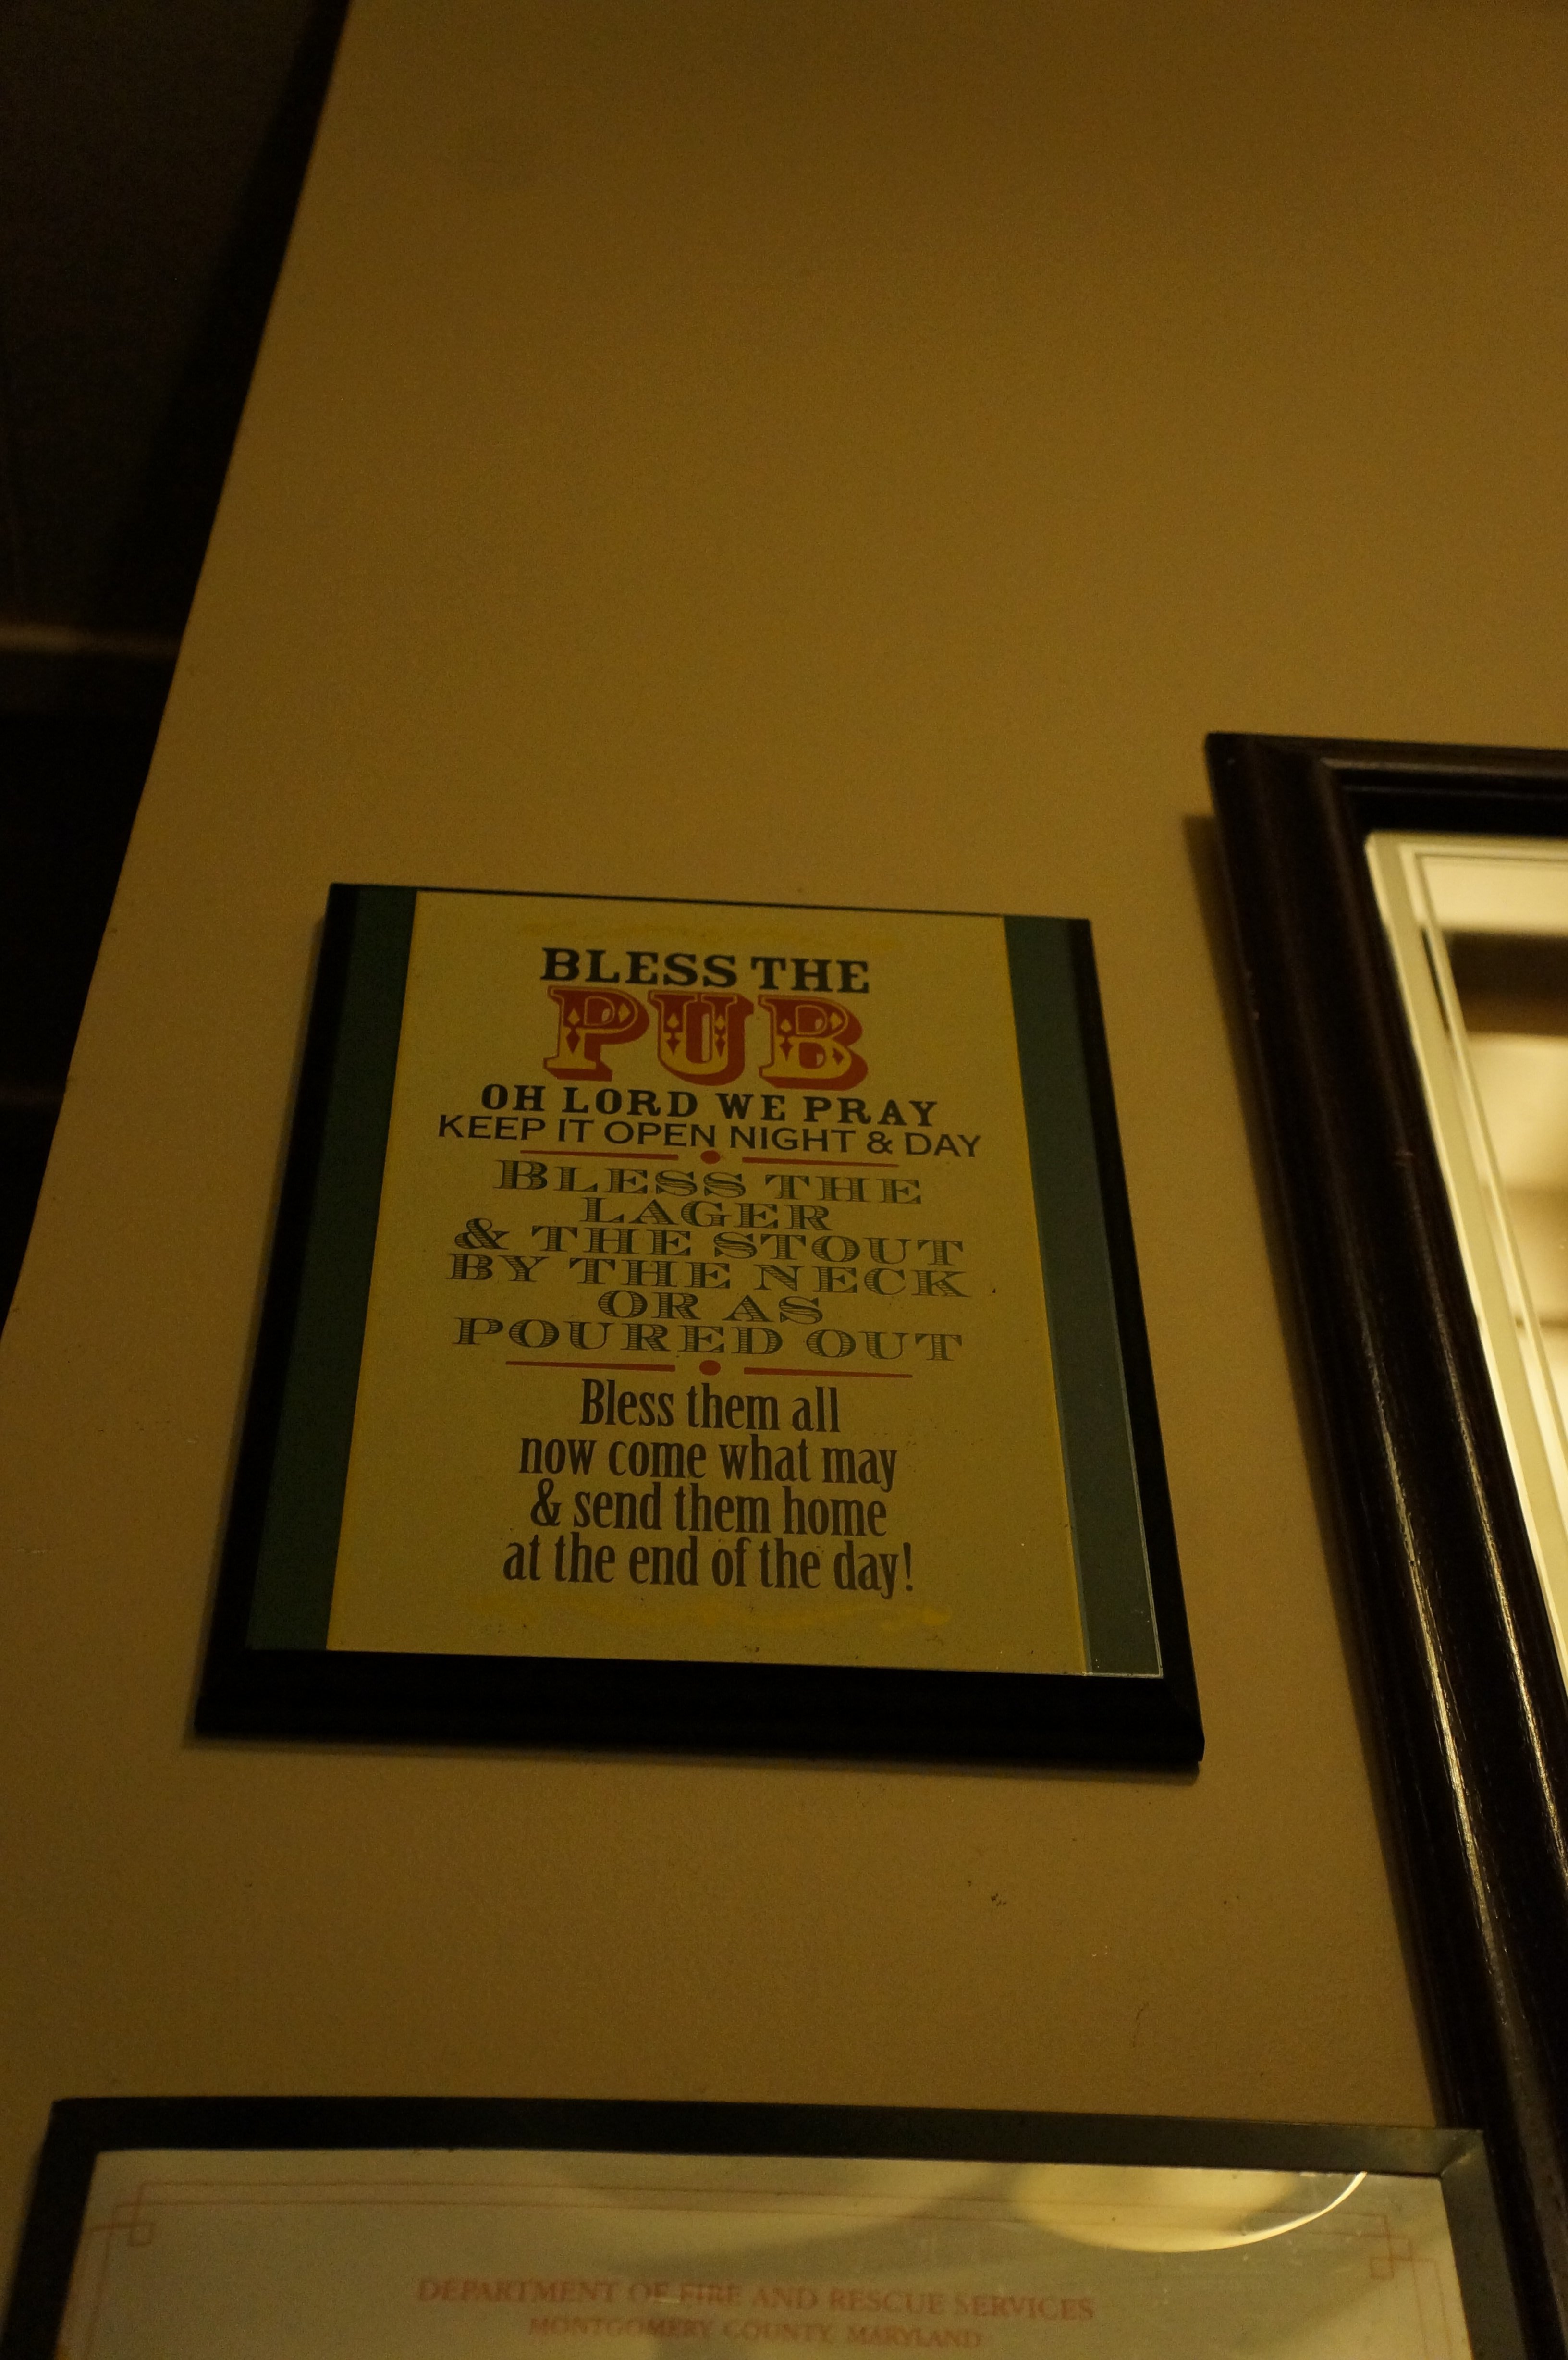 BLESS THE
PUB
OH LORD WE PRAY
KEEP IT OPEN NIGHT & DAY
BLESS THE
LAGER
& THE STOUT
BY THE NECK
OR AS
POURED OUT
Bless them all
now come what may
& send them home
at the end of the day!
DEPARTMENT OF FIRE AND RESCUE SERVICES
MONTGOMERY COUNTY, MARYLAND